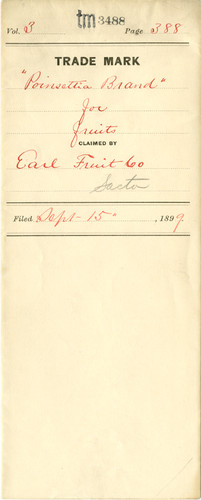 tm 3488
Vol. 3 Page 388
TRADE MARK
"Poinsettia Brand"
for
fruits
CLAIMED BY
Earl Fruit Co
Sacto
Filed Sept 15" , 1899.